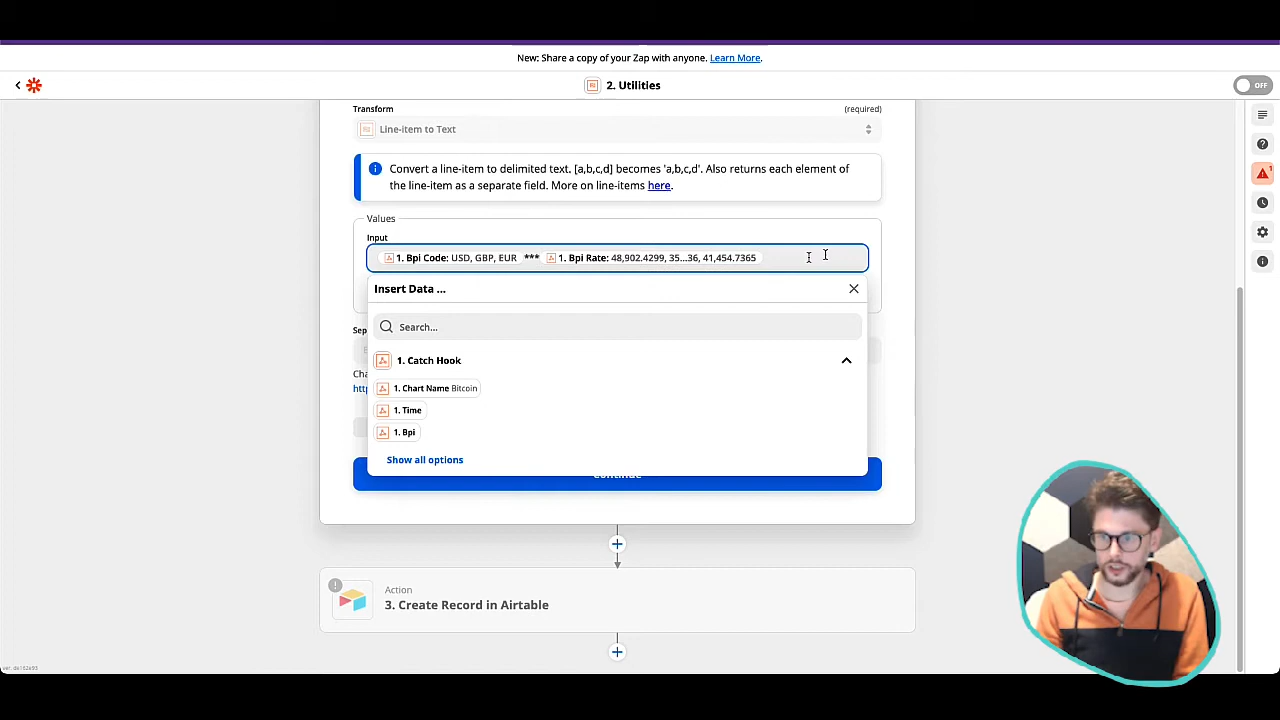 New: Share a copy of your Zap with anyone. Learn More.
2. Utilities
OFF
Transform
(required)
Line-item to Text
Convert a line-item to delimited text. [a,b,c,d] becomes 'a,b,c,d'. Also returns each element
of the line-item as a separate field. More on line-items here.
Values
Input
1. Bpi Code: USD, GBP, EUR *** 1. Bpi Rate: 48,902.4299, 35...36, 41,454.7365
Insert Data ...
Search...
Sep
1. Catch Hook
Cha
1. Chart Name Bitcoin
htt
1. Time
1. Bpi
Show all options
Continue
Action
3. Create Record in Airtable